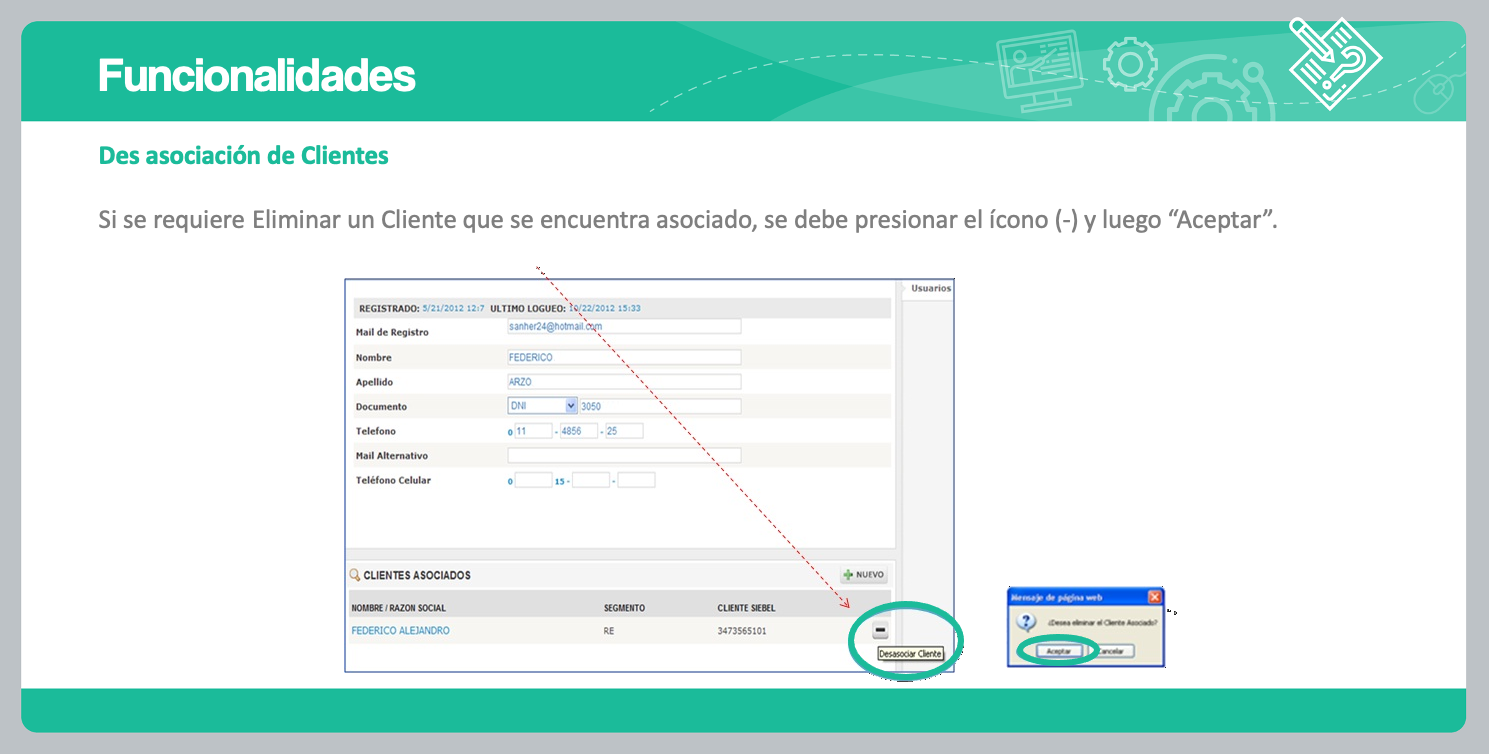 Funcionalidades
Des asociación de Clientes
Si se requiere Eliminar un Cliente que se encuentra asociado, se debe presionar el ícono (-) y luego “Aceptar”.
Usuarios
REGISTRADO: 5/21/2012 12:7 ULTIMO LOGUEO: 10/22/2012 15:33
Mail de Registro sanher24@hotmail.com
Nombre FEDERICO
Apellido ARZO
Documento DNI 3050
Telefono 0 11 - 4856 - 25
Mail Alternativo
Teléfono Celular 0 15 - -
CLIENTES ASOCIADOS NUEVO
NOMBRE / RAZON SOCIAL SEGMENTO CLIENTE SIEBEL
FEDERICO ALEJANDRO RE 3473565101
Desasociar Cliente
Mensaje de página web
¿Desea eliminar el Cliente Asociado?
Aceptar Cancelar